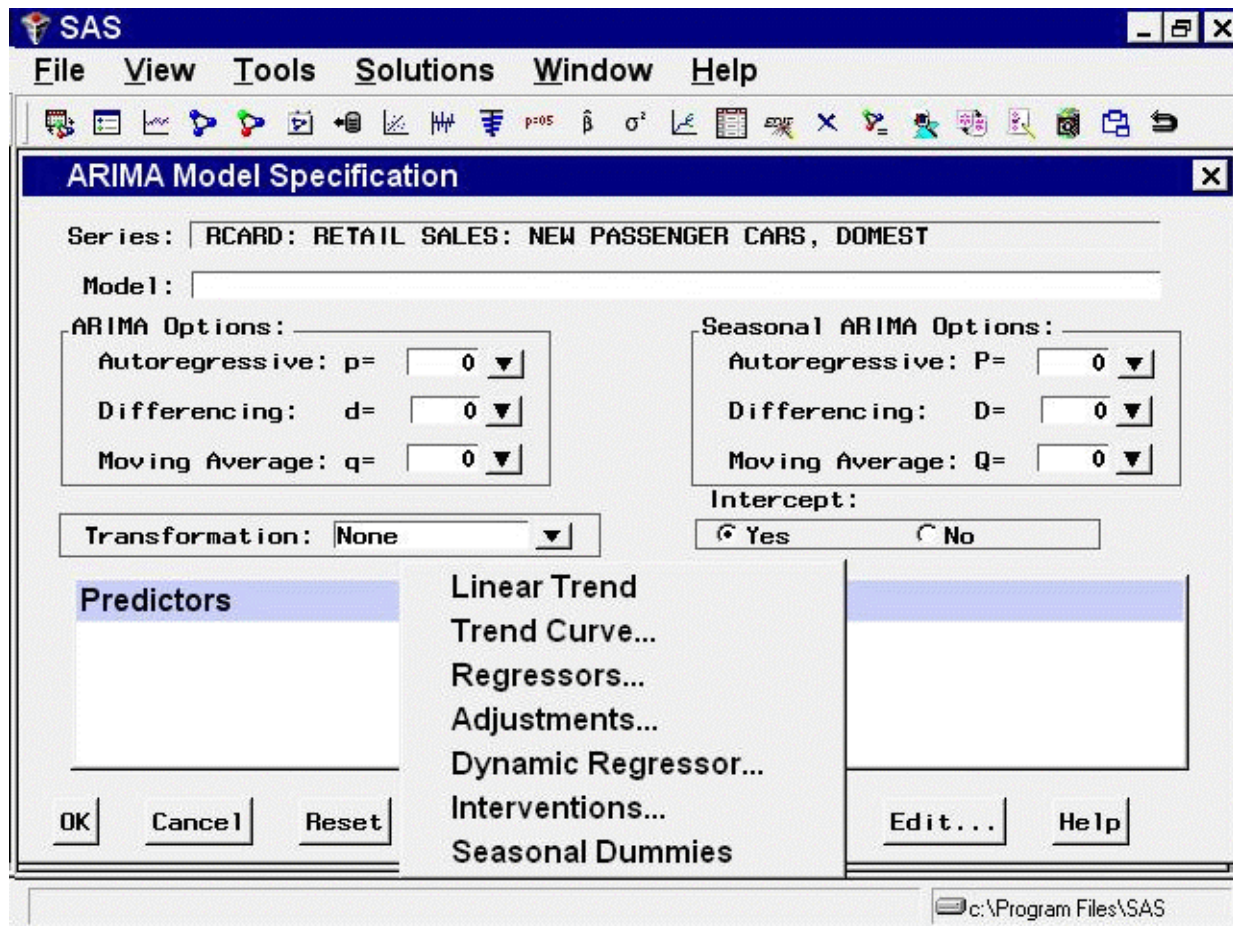 SAS
File View Tools Solutions Window Help
p=05 β̂ σ² EDIT
ARIMA Model Specification
Series: RCARD: RETAIL SALES: NEW PASSENGER CARS, DOMEST
Model:
ARIMA Options: Seasonal ARIMA Options:
Autoregressive: p= 0 Autoregressive: P= 0
Differencing: d= 0 Differencing: D= 0
Moving Average: q= 0 Moving Average: Q= 0
Intercept:
Transformation: None Yes No
Predictors
Linear Trend
Trend Curve...
Regressors...
Adjustments...
Dynamic Regressor...
Interventions...
Seasonal Dummies
OK Cancel Reset Edit... Help
c:\Program Files\SAS